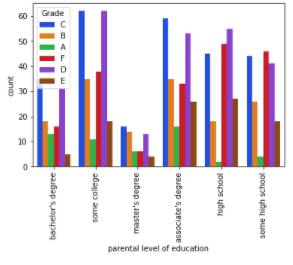 Grade
C
B
A
F
D
E
60
50
40
30
20
10
0
count
bachelor's degree
some college
master's degree
associate's degree
high school
some high school
parental level of education